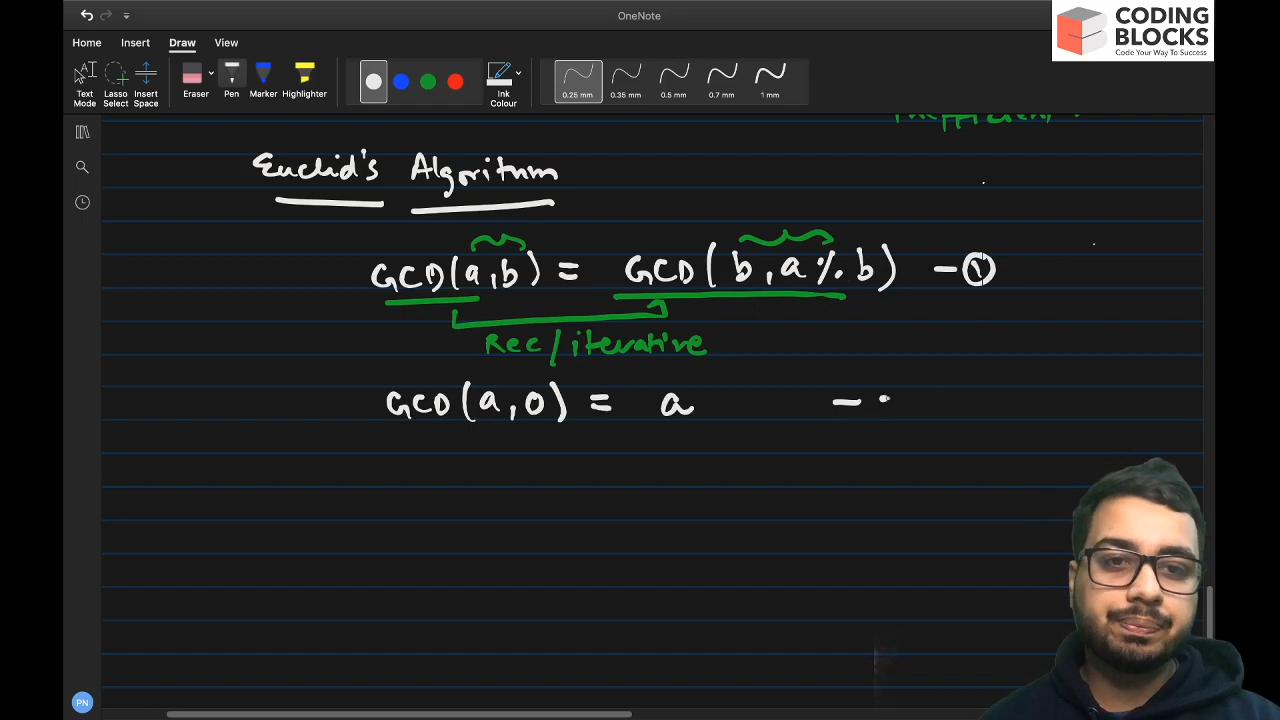 OneNote
CODING
BLOCKS
Code Your Way To Success
Home Insert Draw View
Text Mode
Lasso Select
Insert Space
Eraser
Pen
Marker
Highlighter
Ink Colour
0.25 mm
0.35 mm
0.5 mm
0.7 mm
1 mm
Inefficient.
Euclid's Algorithm
GCD(a,b) = GCD(b, a % b) - ①
Rec/iterative
GCD(a,0) = a -
PN